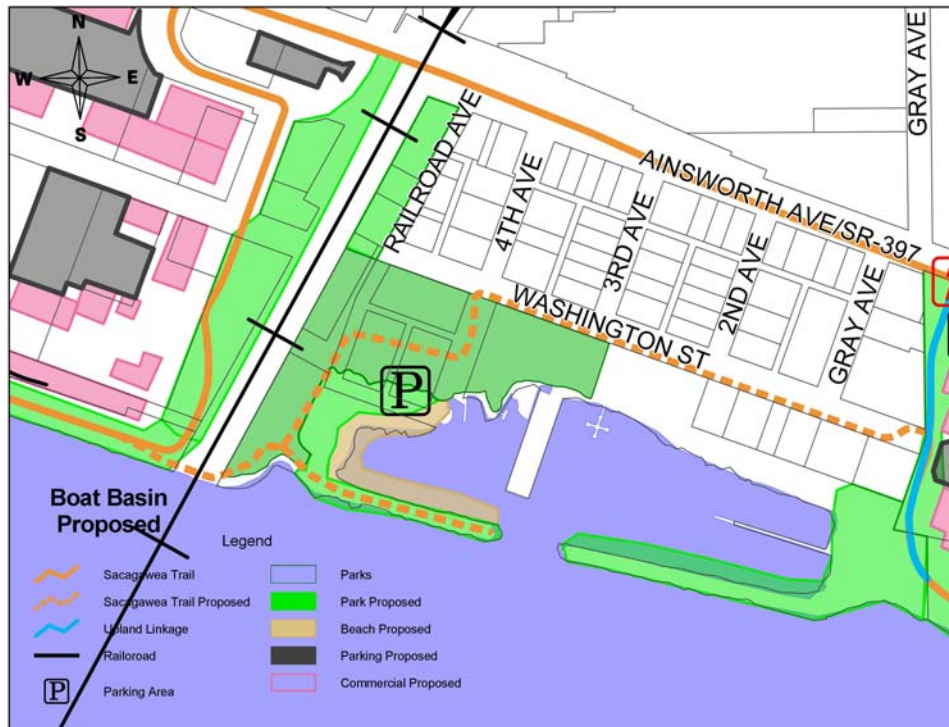 N
W E
S
GRAY AVE
RAILROAD AVE
4TH AVE
3RD AVE
2ND AVE
GRAY AVE
AINSWORTH AVE/SR-397
WASHINGTON ST
P
Boat Basin
Proposed
Legend
Sacagawea Trail
Sacagawea Trail Proposed
Upland Linkage
Railoroad
P Parking Area
Parks
Park Proposed
Beach Proposed
Parking Proposed
Commercial Proposed